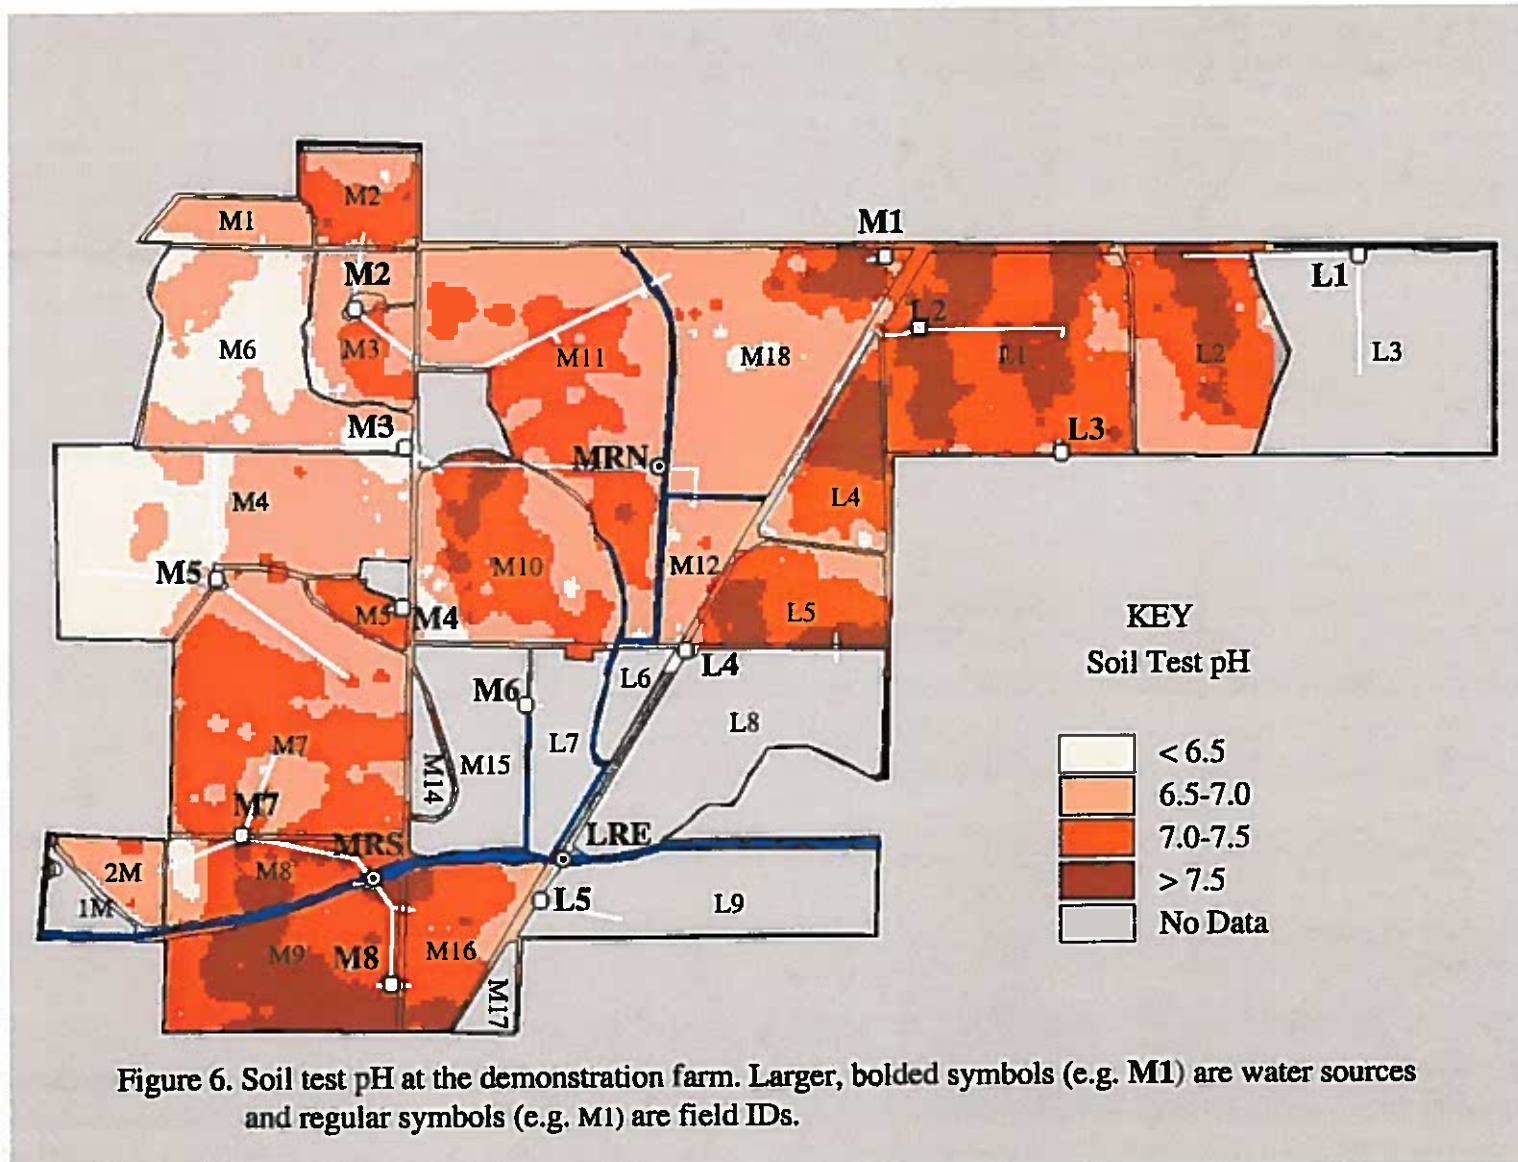 M2
M1
M1
M2
L1
L2
M6
M3
M11
M18
L1
L2
L3
M3
L3
MRN
M4
L4
M10
M12
M5
M5
M4
L5
KEY
Soil Test pH
L6
L4
M6
L8
L7
M7
M15
M14
< 6.5
6.5-7.0
7.0-7.5
> 7.5
No Data
M7
MRS
LRE
2M
M8
1M
L5
L9
M9
M8
M16
M17
Figure 6. Soil test pH at the demonstration farm. Larger, bolded symbols (e.g. M1) are water sources
and regular symbols (e.g. M1) are field IDs.